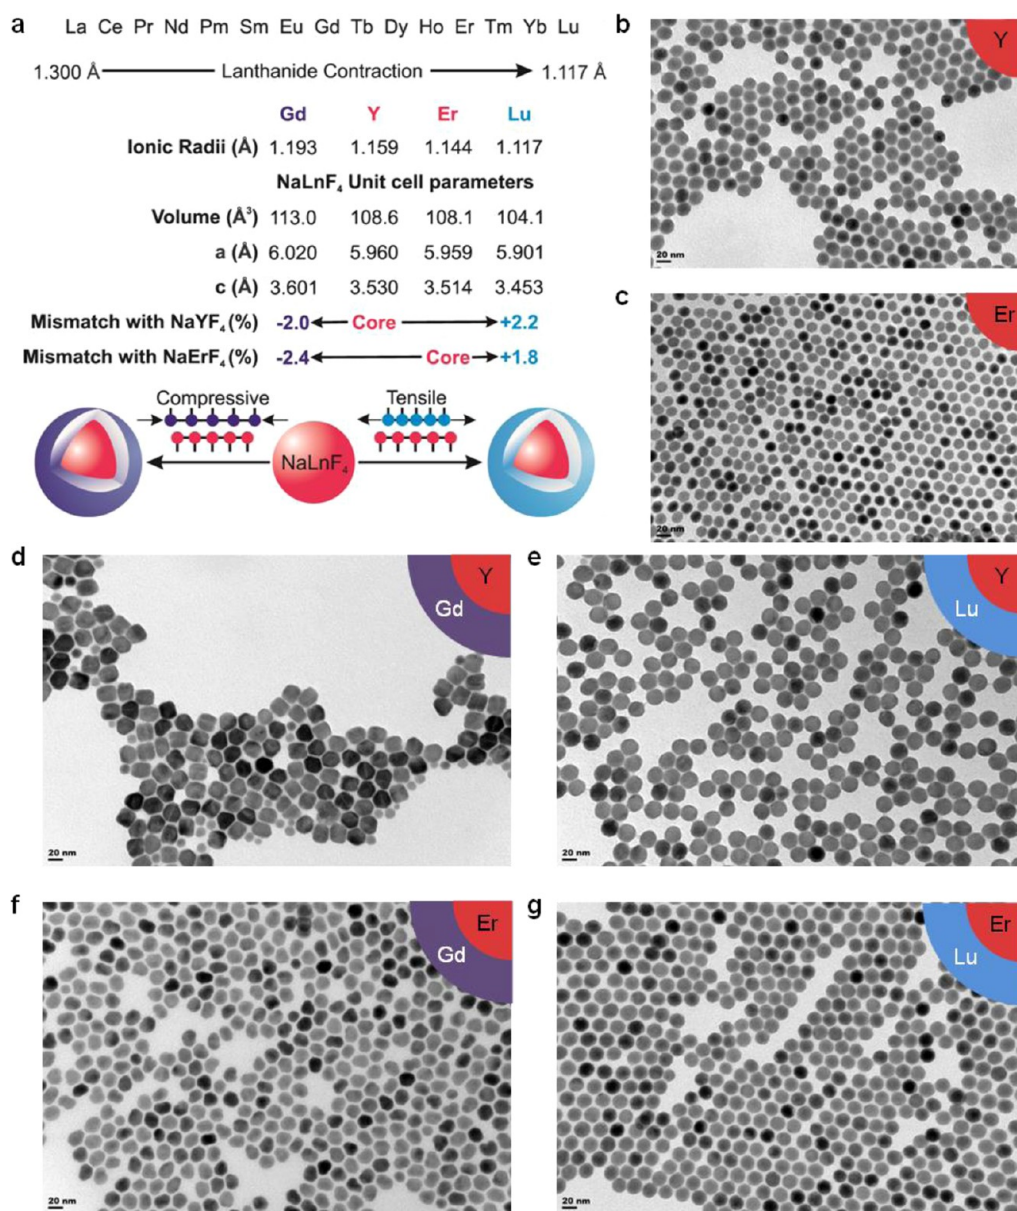 a
La Ce Pr Nd Pm Sm Eu Gd Tb Dy Ho Er Tm Yb Lu
1.300 Å Lanthanide Contraction 1.117 Å
Gd Y Er Lu
Ionic Radii (Å) 1.193 1.159 1.144 1.117
NaLnF₄ Unit cell parameters
Volume (Å³) 113.0 108.6 108.1 104.1
a (Å) 6.020 5.960 5.959 5.901
c (Å) 3.601 3.530 3.514 3.453
Mismatch with NaYF₄ (%) -2.0 Core +2.2
Mismatch with NaErF₄ (%) -2.4 Core +1.8
Compressive Tensile
NaLnF₄
b
Y
20 nm
c
Er
20 nm
d
Y
Gd
20 nm
e
Y
Lu
20 nm
f
Er
Gd
20 nm
g
Er
Lu
20 nm